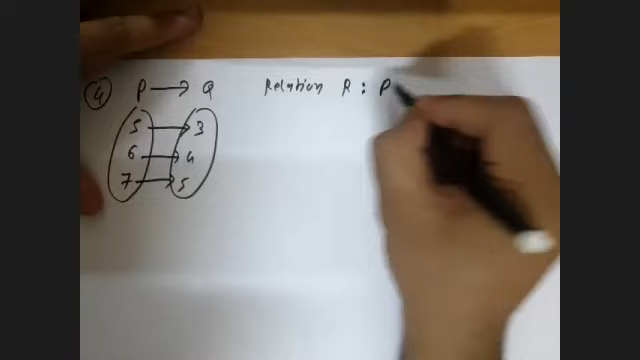 (4) P → Q Relation R : P
5 → 3
6 → 4
7 → 5